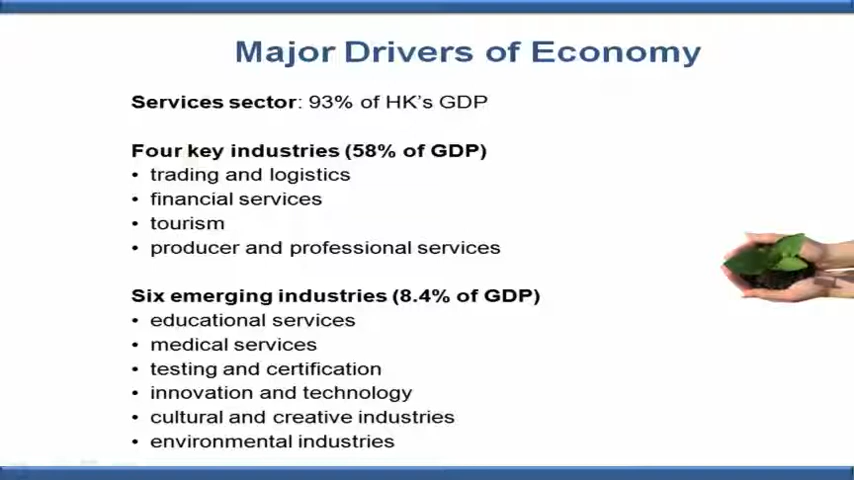 Major Drivers of Economy
Services sector: 93% of HK's GDP
Four key industries (58% of GDP)
• trading and logistics
• financial services
• tourism
• producer and professional services
Six emerging industries (8.4% of GDP)
• educational services
• medical services
• testing and certification
• innovation and technology
• cultural and creative industries
• environmental industries